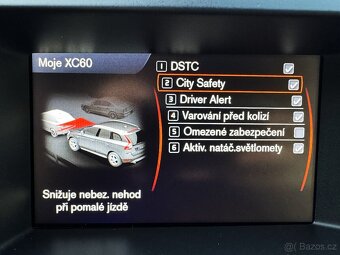 Moje XC60
1 DSTC
2 City Safety
3 Driver Alert
4 Varování před kolizí
5 Omezené zabezpečení
6 Aktiv. natáč.světlomety
Snižuje nebez. nehod
při pomalé jízdě
© Bazos.cz